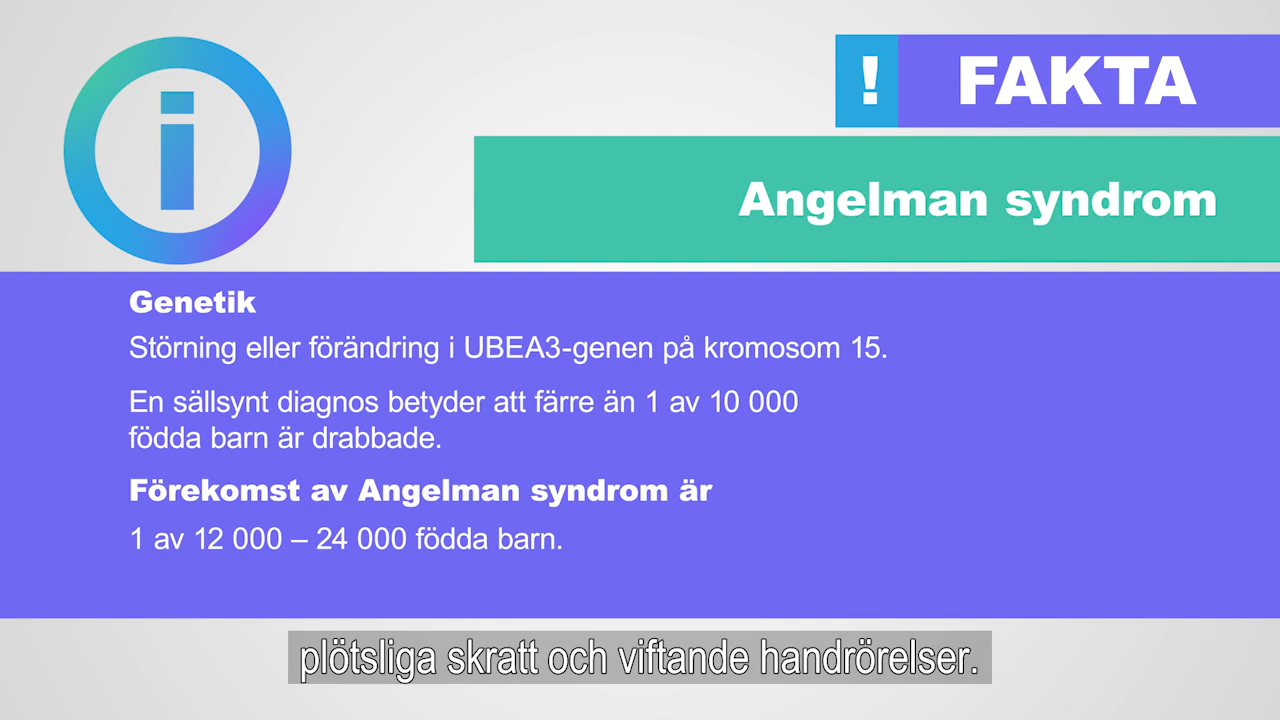 ! FAKTA
Angelman syndrom
Genetik
Störning eller förändring i UBEA3-genen på kromosom 15.
En sällsynt diagnos betyder att färre än 1 av 10 000
födda barn är drabbade.
Förekomst av Angelman syndrom är
1 av 12 000 – 24 000 födda barn.
plötsliga skratt och viftande handrörelser.